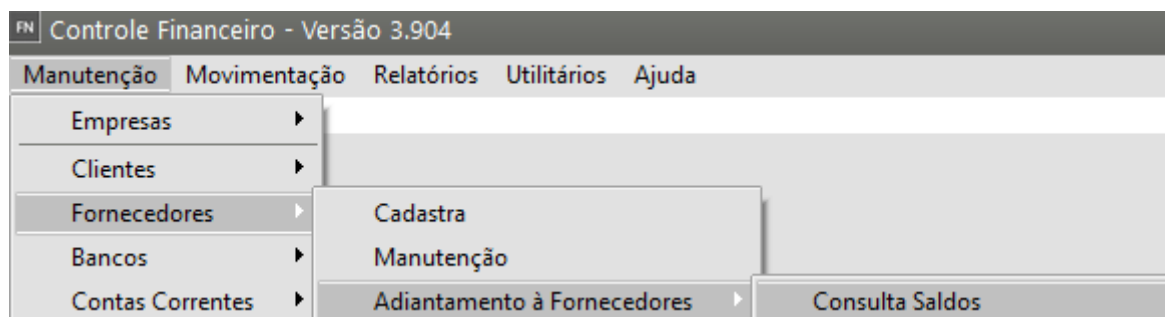 FN Controle Financeiro - Versão 3.904
Manutenção Movimentação Relatórios Utilitários Ajuda
Empresas
Clientes
Fornecedores Cadastra
Bancos Manutenção
Contas Correntes Adiantamento à Fornecedores Consulta Saldos